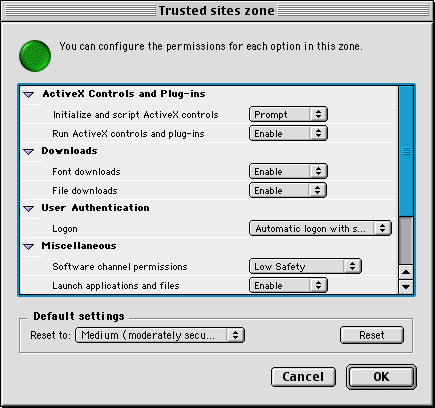 Trusted sites zone
You can configure the permissions for each option in this zone.
ActiveX Controls and Plug-ins
Initialize and script ActiveX controls Prompt
Run ActiveX controls and plug-ins Enable
Downloads
Font downloads Enable
File downloads Enable
User Authentication
Logon Automatic logon with s...
Miscellaneous
Software channel permissions Low Safety
Launch applications and files Enable
Default settings
Reset to: Medium (moderately secu... Reset
Cancel OK